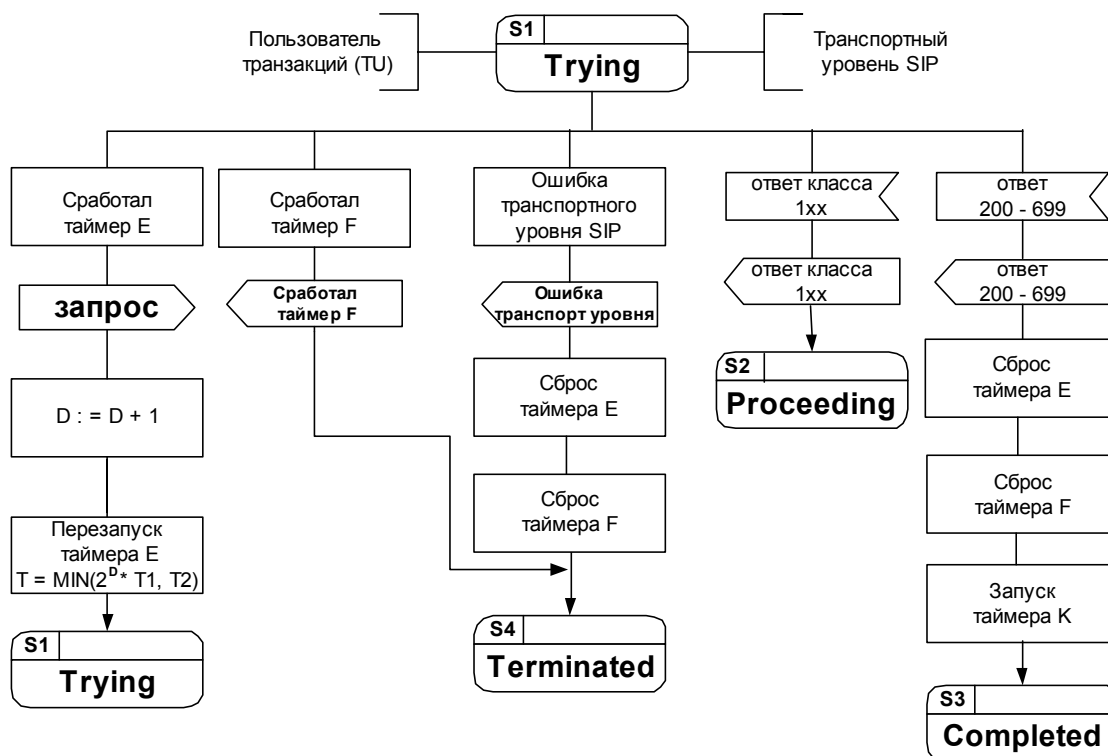 S1
Trying
Пользователь
транзакций (TU)
Транспортный
уровень SIP
Сработал
таймер E
запрос
D : = D + 1
Перезапуск
таймера E
T = MIN(2^D* T1, T2)
S1
Trying
Сработал
таймер F
Сработал
таймер F
Ошибка
транспортного
уровня SIP
Ошибка
транспорт уровня
Сброс
таймера E
Сброс
таймера F
S4
Terminated
ответ класса
1xx
ответ класса
1xx
S2
Proceeding
ответ
200 - 699
ответ
200 - 699
Сброс
таймера E
Сброс
таймера F
Запуск
таймера K
S3
Completed